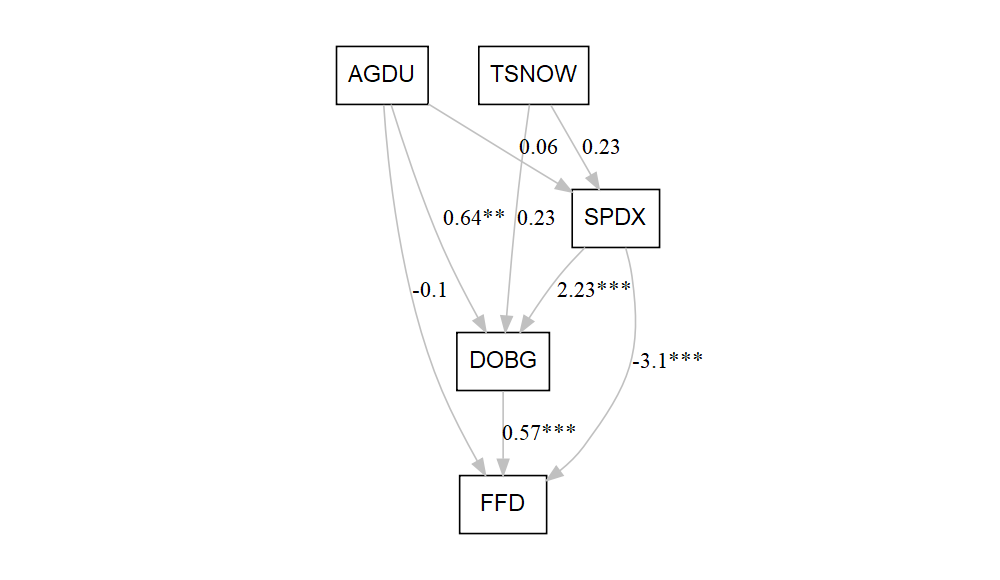 AGDU TSNOW
0.06 0.23
0.64** 0.23 SPDX
-0.1 2.23***
DOBG -3.1***
0.57***
FFD